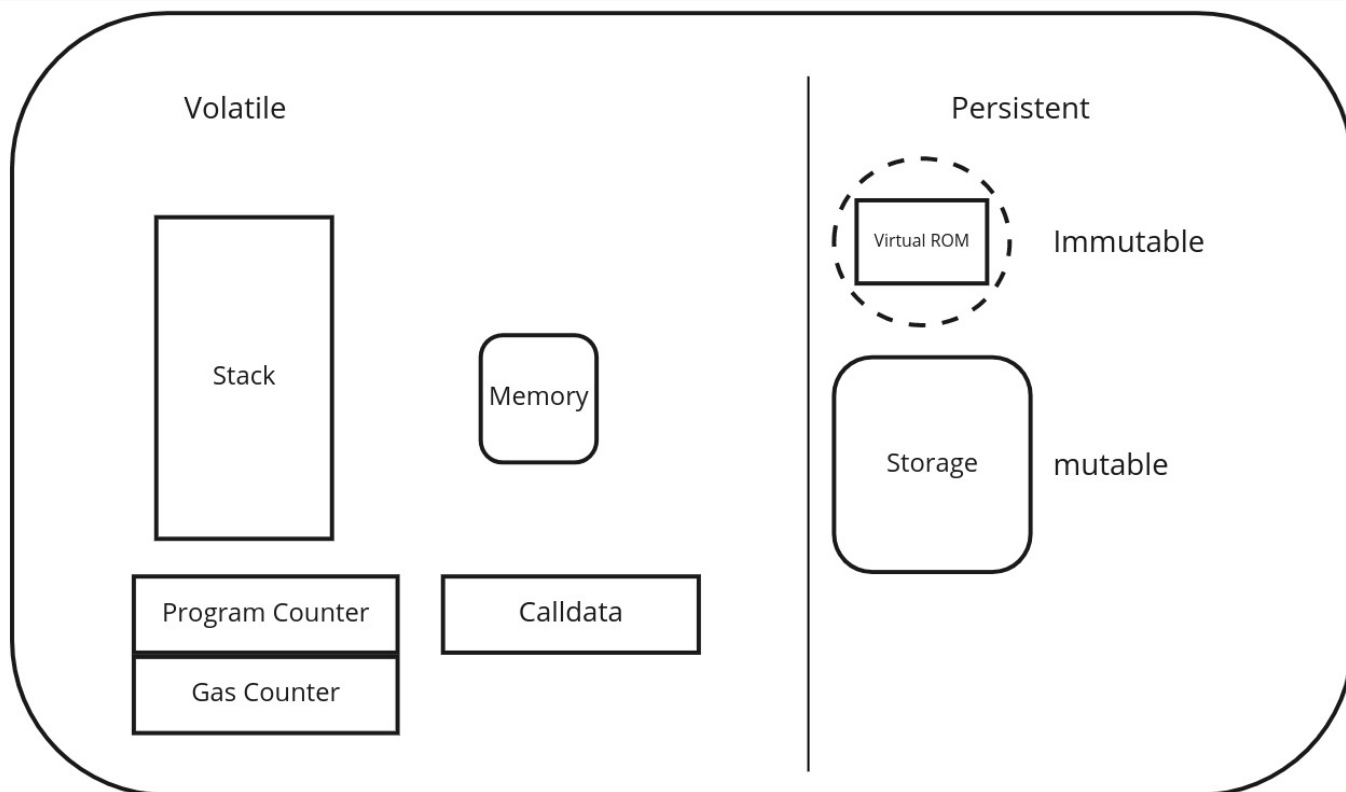 Volatile
Persistent
Virtual ROM
Immutable
Stack
Memory
Storage
mutable
Program Counter
Calldata
Gas Counter